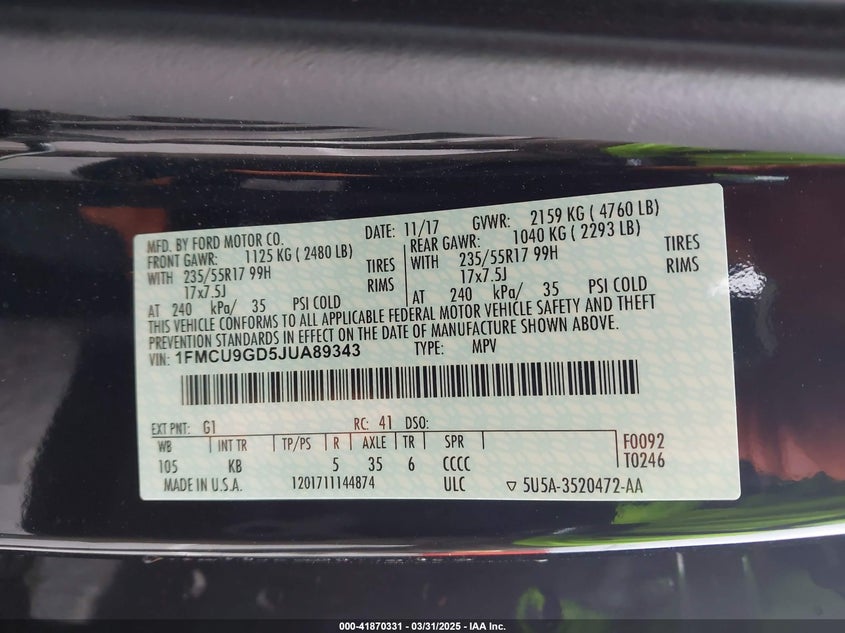 MFD. BY FORD MOTOR CO. DATE: 11/17 GVWR: 2159 KG ( 4760 LB)
FRONT GAWR: 1125 KG ( 2480 LB) REAR GAWR: 1040 KG ( 2293 LB)
WITH 235/55R17 99H TIRES WITH 235/55R17 99H TIRES
17x7.5J RIMS 17x7.5J RIMS
AT 240 kPa/ 35 PSI COLD AT 240 kPa/ 35 PSI COLD
THIS VEHICLE CONFORMS TO ALL APPLICABLE FEDERAL MOTOR VEHICLE SAFETY AND THEFT
PREVENTION STANDARDS IN EFFECT ON THE DATE OF MANUFACTURE SHOWN ABOVE.
VIN: 1FMCU9GD5JUA89343 TYPE: MPV
EXT PNT: G1 RC: 41 DSO:
WB INT TR TP/PS R AXLE TR SPR F0092
105 KB 5 35 6 CCCC T0246
MADE IN U.S.A. 1201711144874 ULC ▽ 5U5A-3520472-AA
000-41870331 - 03/31/2025 - IAA Inc.